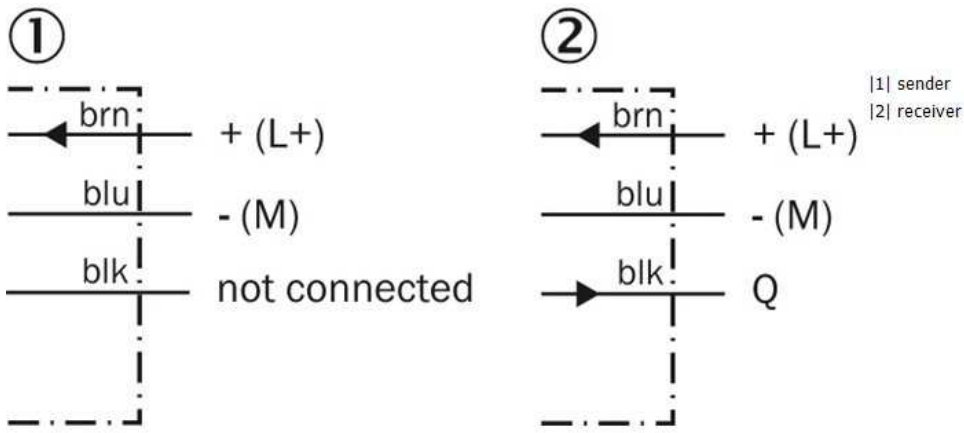 ①
brn
+ (L+)
blu
- (M)
blk
not connected
②
brn
+ (L+)
blu
- (M)
blk
Q
|1| sender
|2| receiver